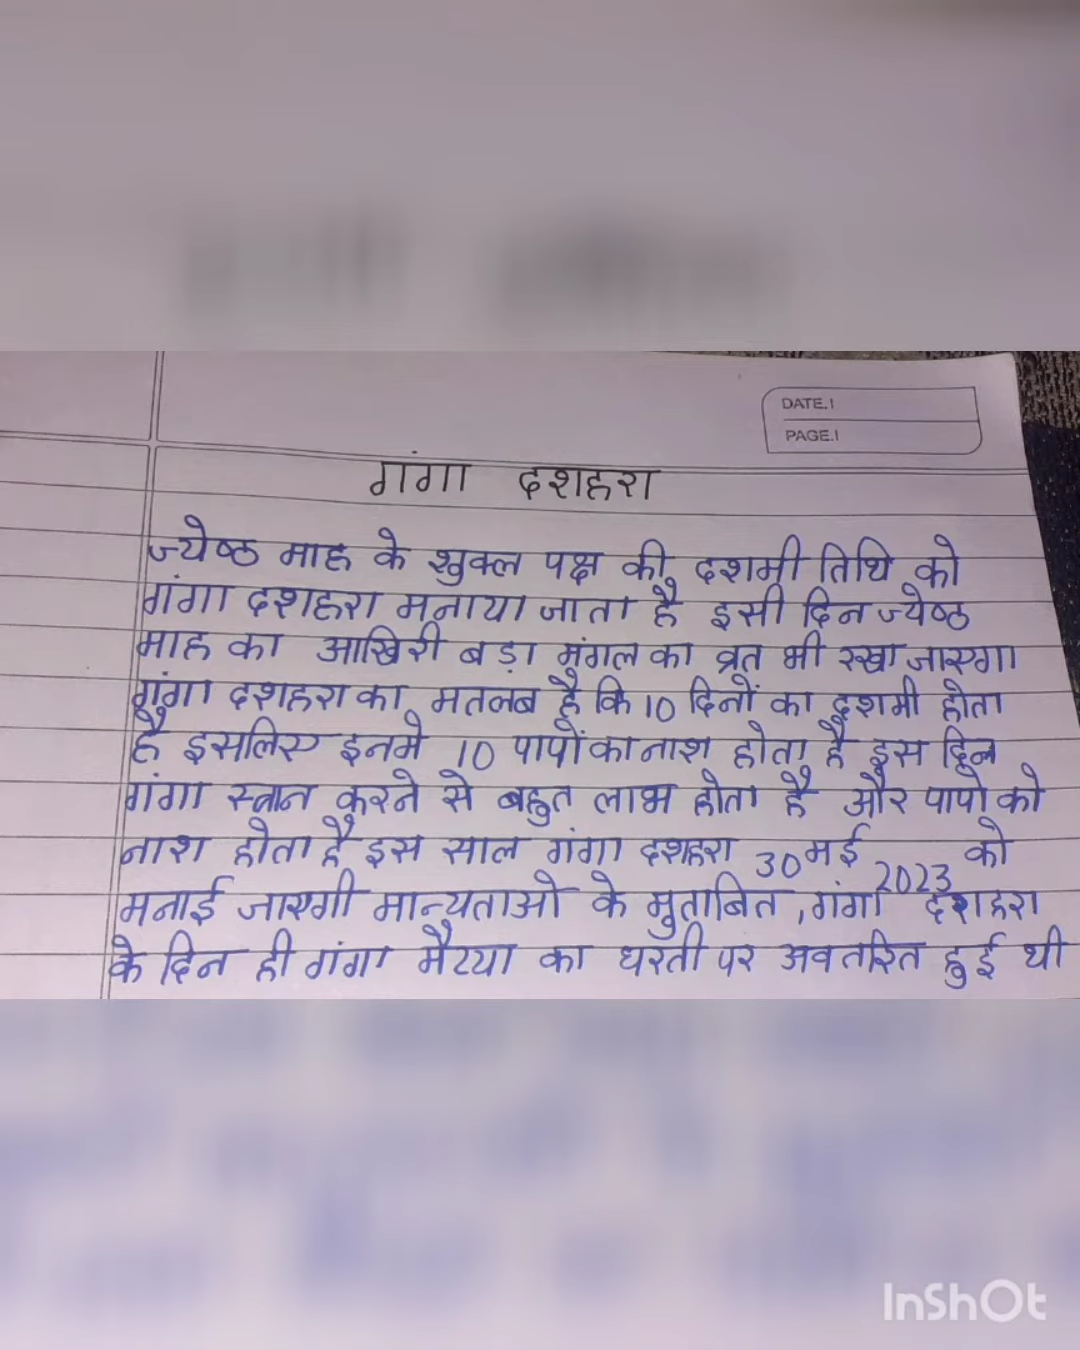 DATE.I
PAGE.I
गंगा दशहरा
ज्येष्ठ माह के शुक्ल पक्ष की दशमी तिथि को
गंगा दशहरा मनाया जाता है इसी दिन ज्येष्ठ
माह का आखिरी बड़ा मंगल का व्रत भी रखा जाएगा
गंगा दशहरा का मतलब है कि 10 दिनों का दशमी होता
है इसलिए इनमे 10 पापों का नाश होता है इस दिन
गंगा स्नान करने से बहुत लाभ होता है और पापो को
नाश होता है इस साल गंगा दशहरा 30 मई 2023 को
मनाई जाएगी मान्यताओ के मुताबित, गंगा दशहरा
के दिन ही गंगा मैय्या का धरती पर अवतरित हुई थी
InShOt